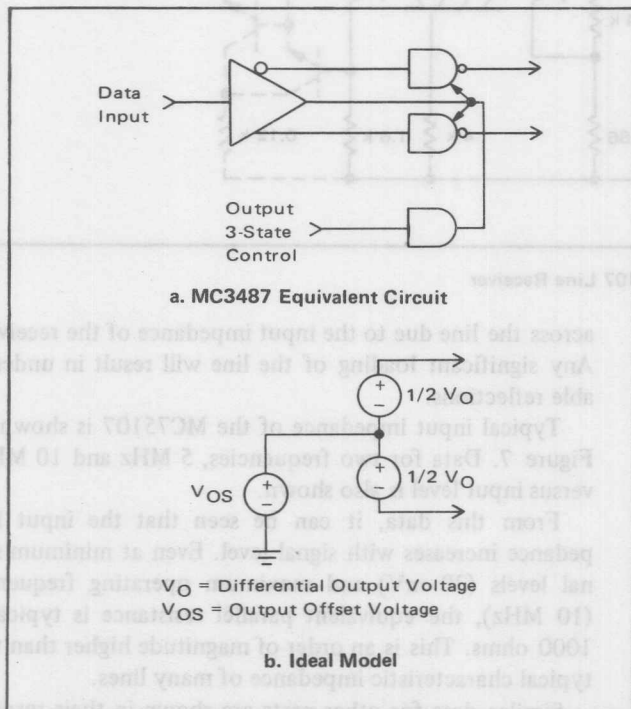 Data
Input
Output
3-State
Control
a. MC3487 Equivalent Circuit
107 Line Receiver
across the line due to the input impedance of the receiv
Any significant loading of the line will result in unde
able reflections.
Typical input impedance of the MC75107 is show
Figure 7. Data for two frequencies, 5 MHz and 10 M
versus input level is also shown.
From this data, it can be seen that the input
pedance increases with signal level. Even at minimum
nal levels operating freque
(10 MHz), the equivalent parallel resistance is typica
1000 ohms. This is an order of magnitude higher than
typical characteristic impedance of many lines.
1/2 VO
VOS
1/2 VO
VO = Differential Output Voltage
VOS = Output Offset Voltage
b. Ideal Model